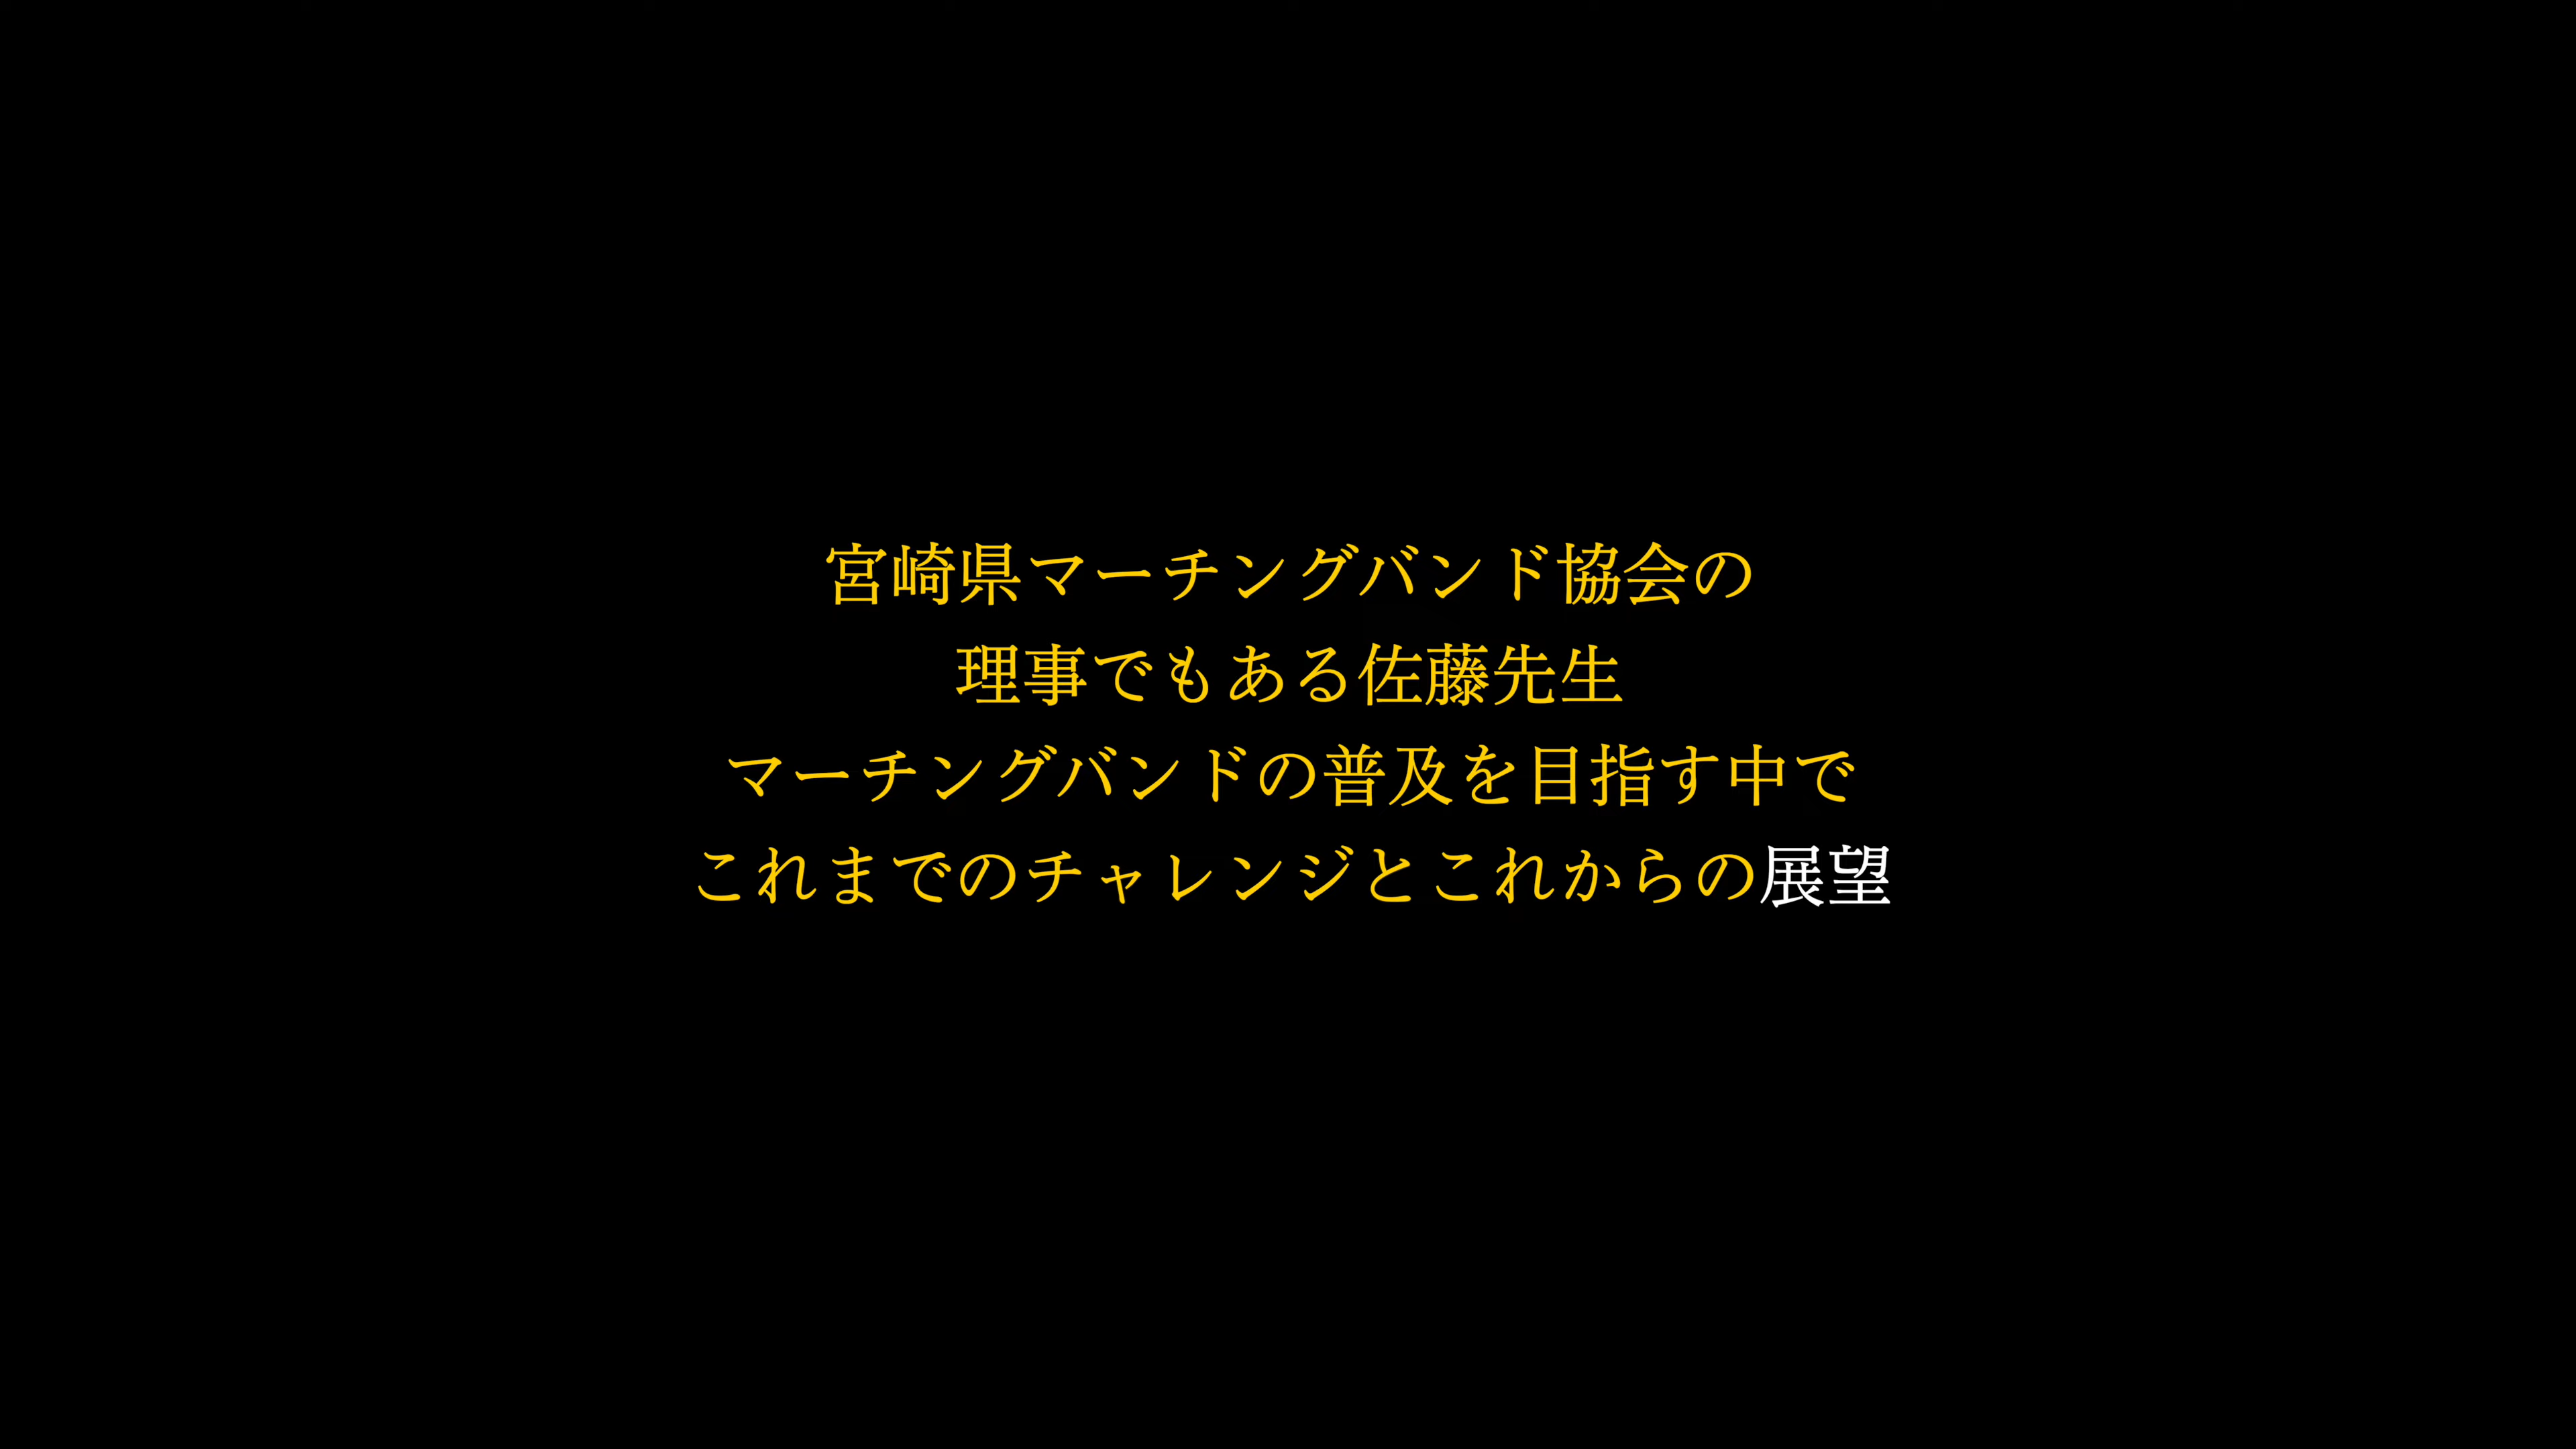 宮崎県マーチングバンド協会の
理事でもある佐藤先生
マーチングバンドの普及を目指す中で
これまでのチャレンジとこれからの展望